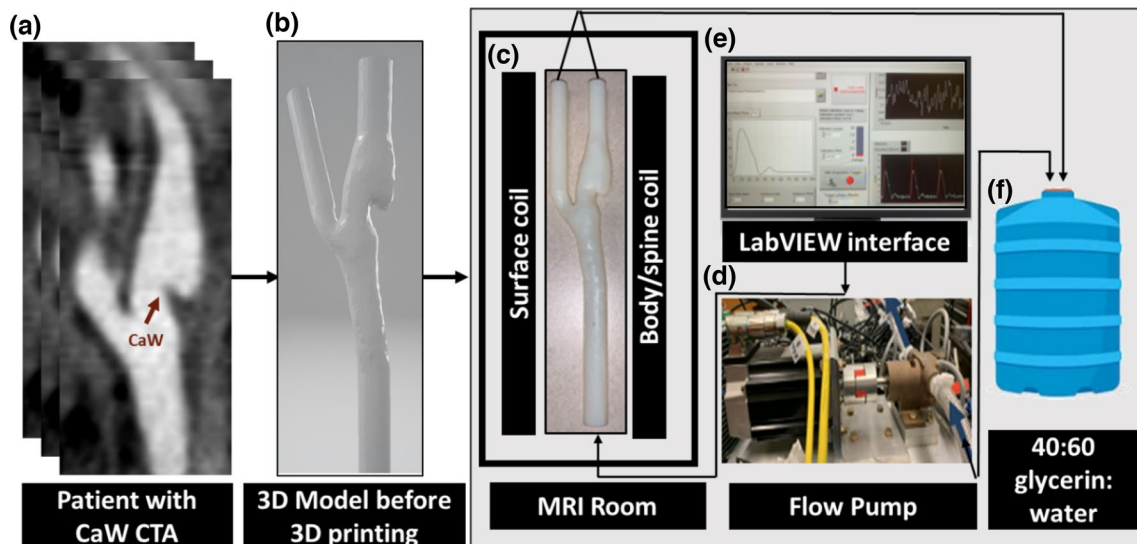 (a)
CaW
Patient with
CaW CTA
(b)
3D Model before
3D printing
(c)
Surface coil
Body/spine coil
MRI Room
(e)
LabVIEW interface
(d)
Flow Pump
(f)
40:60
glycerin:
water